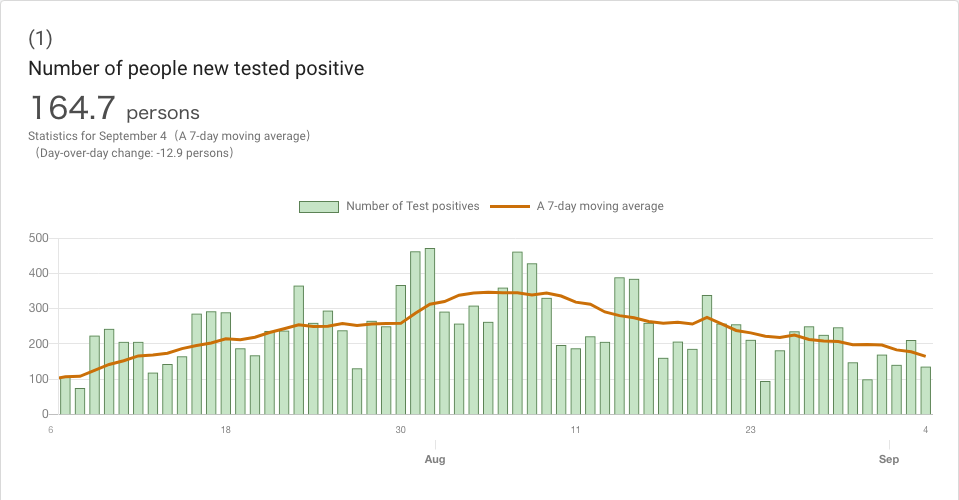 (1)
Number of people new tested positive
164.7 persons
Statistics for September 4（A 7-day moving average）
（Day-over-day change: -12.9 persons）
Number of Test positives A 7-day moving average
500
400
300
200
100
0
6 18 30 11 23 4
Aug Sep